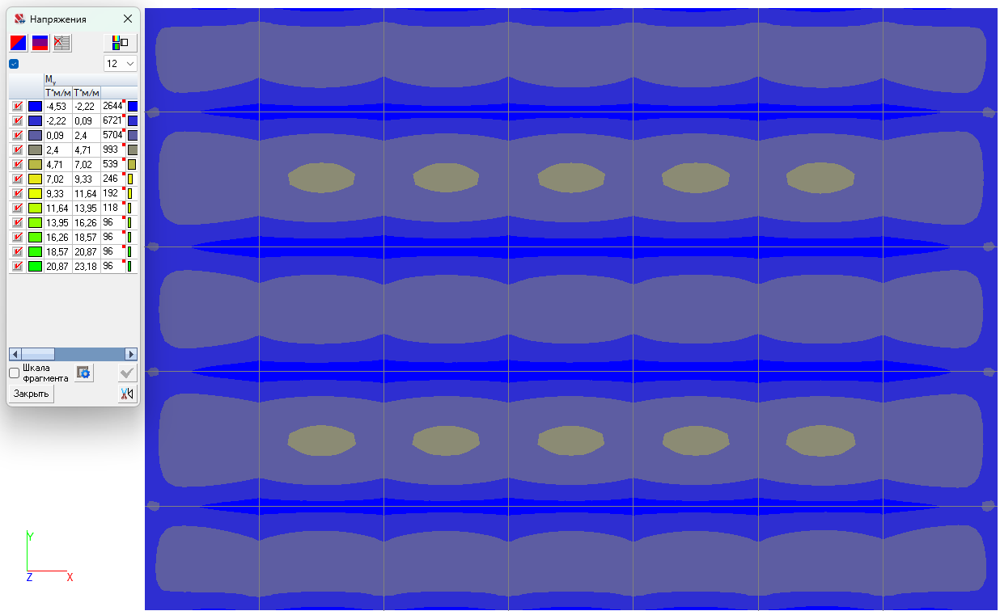 Напряжения
12
My
Т*м/м Т*м/м
-4,53 -2,22 2644
-2,22 0,09 6721
0,09 2,4 5704
2,4 4,71 993
4,71 7,02 539
7,02 9,33 246
9,33 11,64 192
11,64 13,95 118
13,95 16,26 96
16,26 18,57 96
18,57 20,87 96
20,87 23,18 96
Шкала
фрагмента
Закрыть
Y
Z X